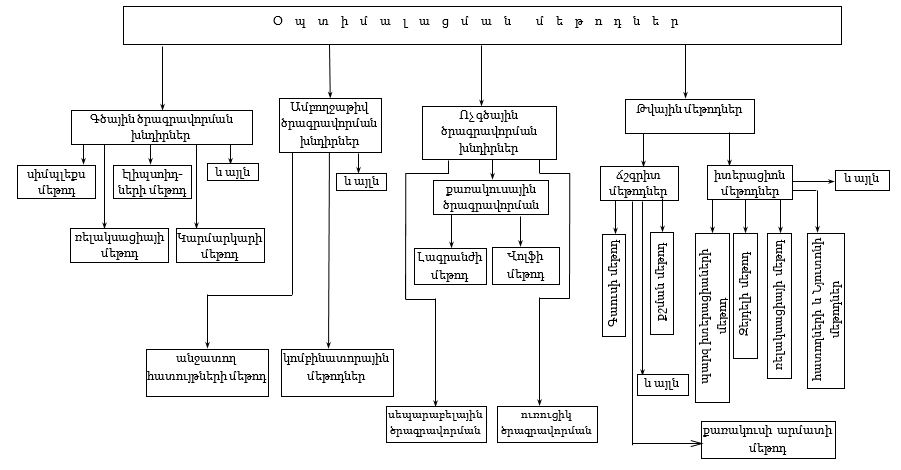 Օ պ տ ի մ ա լ ա ց մ ա ն մ ե թ ո դ ն ե ր
Գծային ծրագրավորման
խնդիրներ
Ամբողջաթիվ
ծրագրավորման
խնդիրներ
Ոչ գծային
ծրագրավորման
խնդիրներ
Թվային մեթոդներ
սիմպլեքս
մեթոդ
էլիպսոիդ-
ների մեթոդ
և այլն
ռելակսացիայի
մեթոդ
Կարմարկարի
մեթոդ
և այլն
անջատող
հատույթների մեթոդ
կոմբինատորային
մեթոդներ
քառակուսային
ծրագրավորման
Լագրանժի
մեթոդ
Վոլֆի
մեթոդ
սեպարաբելային
ծրագրավորման
ուռուցիկ
ծրագրավորման
ճշգրիտ
մեթոդներ
իտերացիոն
մեթոդներ
և այլն
Գաուսի մեթոդ
քշման մեթոդ
պարզ իտերացիաների
մեթոդ
Զեյդելի մեթոդ
ռելակսացիայի մեթոդ
հատողների և Նյուտոնի
մեթոդներ
և այլն
քառակուսի արմատի
մեթոդ